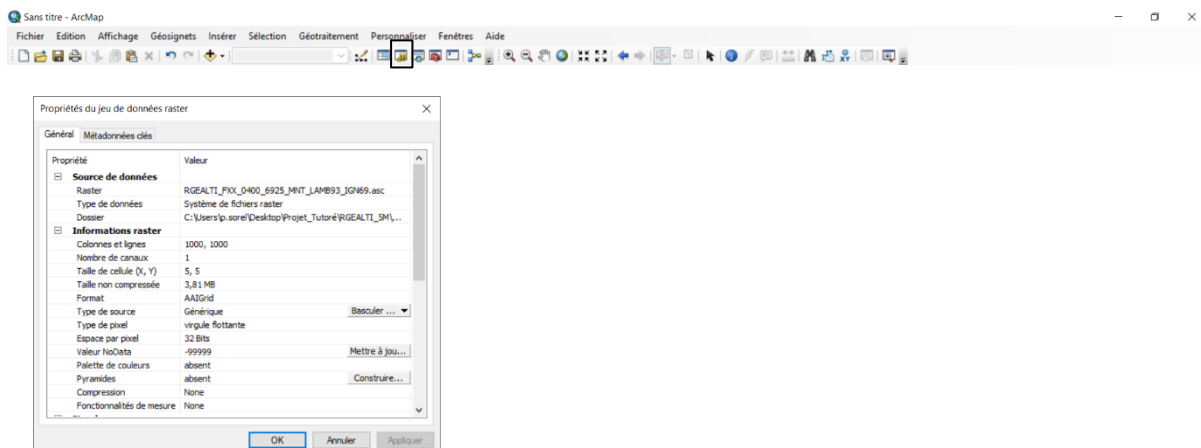 Sans titre - ArcMap
Fichier Edition Affichage Géosignets Insérer Sélection Géotraitement Personnaliser Fenêtres Aide
Propriétés du jeu de données raster
Général Métadonnées clés
Propriété Valeur
Source de données
Raster RGEALTI_FXX_0400_6925_MNT_LAMB93_IGN69.asc
Type de données Système de fichiers raster
Dossier C:\Users\p.sorel\Desktop\Projet_Tutoré\RGEALTI_5M\...
Informations raster
Colonnes et lignes 1000, 1000
Nombre de canaux 1
Taille de cellule (X, Y) 5, 5
Taille non compressée 3,81 MB
Format AAIGrid
Type de source Générique Basculer ...
Type de pixel virgule flottante
Espace par pixel 32 Bits
Valeur NoData -99999 Mettre à jou...
Palette de couleurs absent
Pyramides absent Construire...
Compression None
Fonctionnalités de mesure None
OK Annuler Appliquer